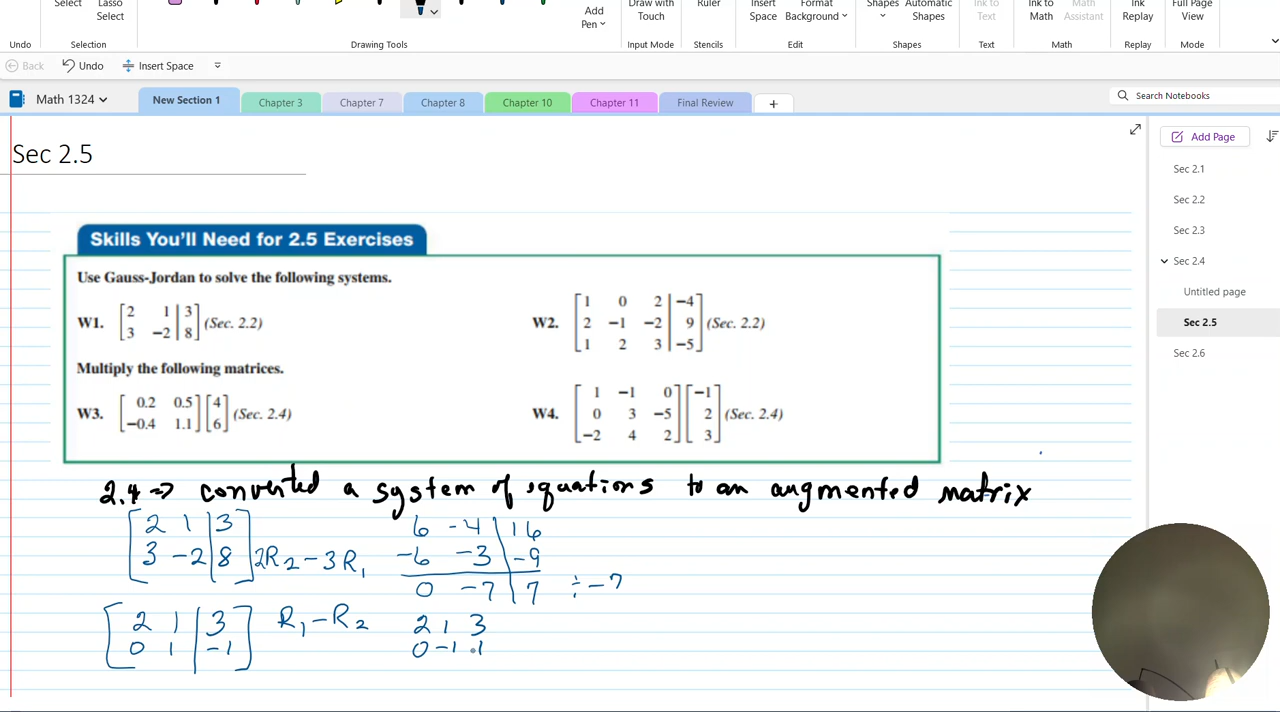 Select Lasso Select
Add Pen
Draw with Touch
Ruler
Insert Space
Format Background
Shapes
Automatic Shapes
Ink to Text
Ink to Math
Math Assistant
Ink Replay
Full Page View
Undo Selection Drawing Tools Input Mode Stencils Edit Shapes Text Math Replay Mode
Back Undo Insert Space
Math 1324 New Section 1 Chapter 3 Chapter 7 Chapter 8 Chapter 10 Chapter 11 Final Review + Search Notebooks
Add Page
Sec 2.1
Sec 2.2
Sec 2.3
Sec 2.4
Untitled page
Sec 2.5
Sec 2.6
Sec 2.5
Skills You'll Need for 2.5 Exercises
Use Gauss-Jordan to solve the following systems.
W1. [2 1 | 3
3 -2 | 8] (Sec. 2.2)
W2. [1 0 2 | -4
2 -1 -2 | 9
1 2 3 | -5] (Sec. 2.2)
Multiply the following matrices.
W3. [0.2 0.5
-0.4 1.1] [4
6] (Sec. 2.4)
W4. [1 -1 0
0 3 -5
-2 4 2] [-1
2
3] (Sec. 2.4)
2.4 ⇒ converted a system of equations to an augmented matrix
[2 1 | 3
3 -2 | 8] 2R2 - 3R1
6 -4 | 16
-6 -3 | -9
0 -7 | 7 ÷ -7
[2 1 | 3
0 1 | -1] R1 - R2
2 1 3
0 -1 1